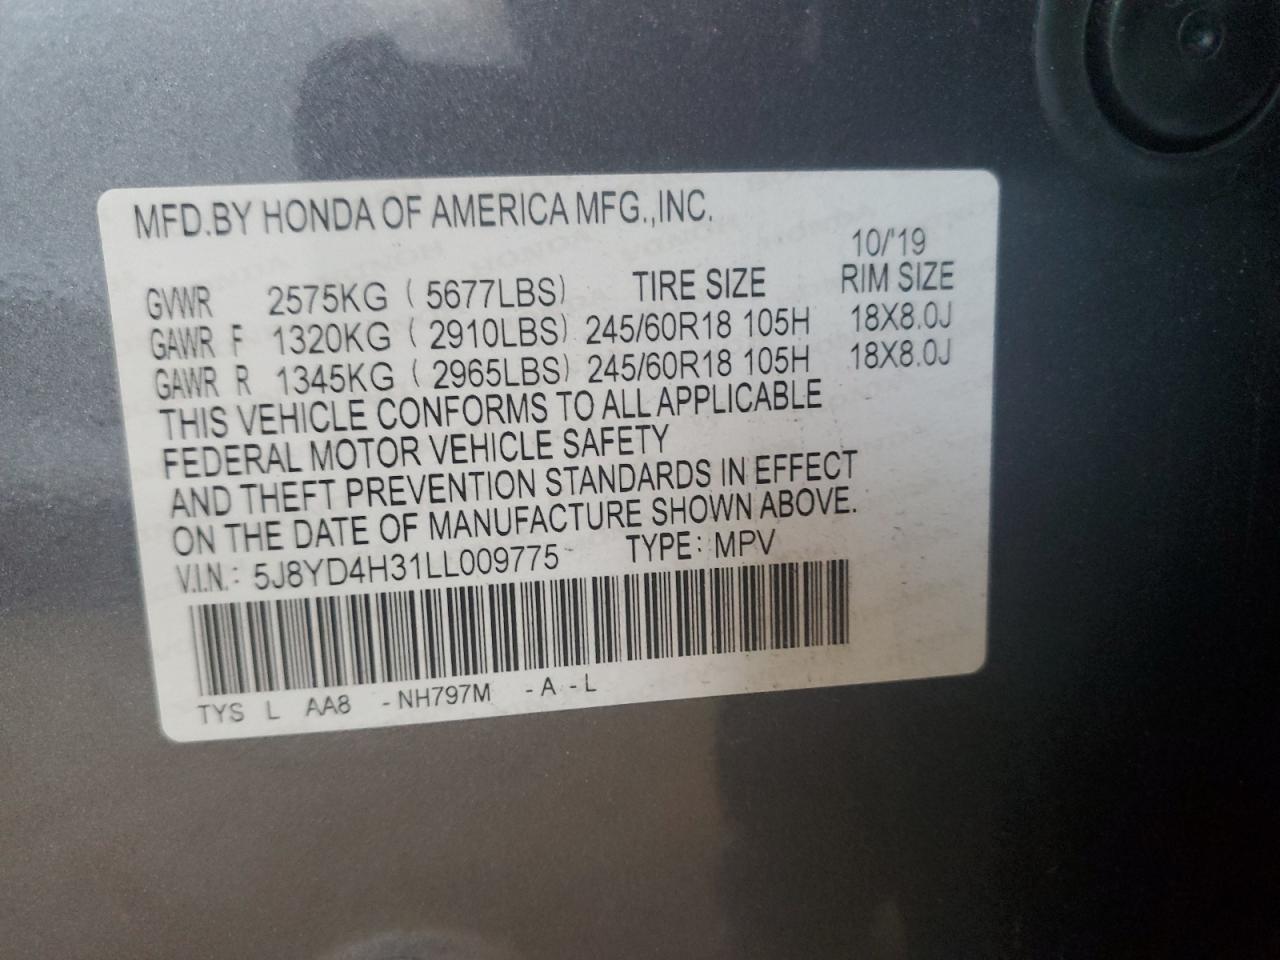 MFD.BY HONDA OF AMERICA MFG.,INC.
10/'19
GVWR 2575KG ( 5677LBS) TIRE SIZE RIM SIZE
GAWR F 1320KG ( 2910LBS) 245/60R18 105H 18X8.0J
GAWR R 1345KG ( 2965LBS) 245/60R18 105H 18X8.0J
THIS VEHICLE CONFORMS TO ALL APPLICABLE
FEDERAL MOTOR VEHICLE SAFETY
AND THEFT PREVENTION STANDARDS IN EFFECT
ON THE DATE OF MANUFACTURE SHOWN ABOVE.
V.I.N.: 5J8YD4H31LL009775 TYPE: MPV
TYS L AA8 -NH797M -A -L